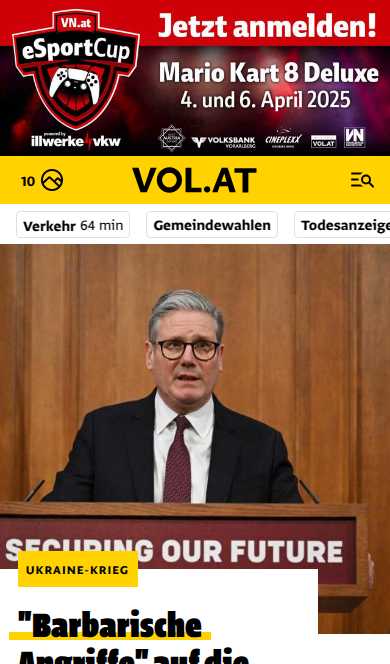 VN.at
eSportCup
powered by
illwerke vkw
Jetzt anmelden!
Mario Kart 8 Deluxe
4. und 6. April 2025
AUSTRIA
VOLKSBANK
VORARLBERG
CINEPLEXX
VOL.AT
VN
10
VOL.AT
Verkehr 64 min
Gemeindewahlen
Todesanzeige
SECURING OUR FUTURE
UKRAINE-KRIEG
"Barbarische
Angriffe" auf die